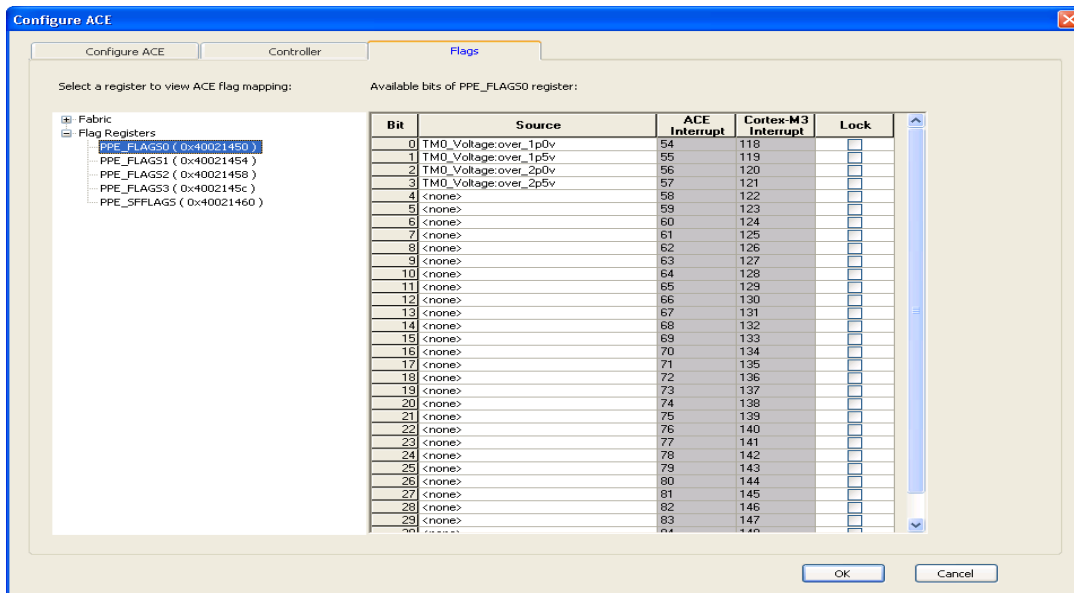 Configure ACE
Configure ACE Controller Flags
Select a register to view ACE flag mapping: Available bits of PPE_FLAGS0 register:
Fabric
Flag Registers
PPE_FLAGS0 ( 0x40021450 )
PPE_FLAGS1 ( 0x40021454 )
PPE_FLAGS2 ( 0x40021458 )
PPE_FLAGS3 ( 0x4002145c )
PPE_SFFLAGS ( 0x40021460 )
Bit Source ACE Interrupt Cortex-M3 Interrupt Lock
0 TM0_Voltage:over_1p0v 54 118
1 TM0_Voltage:over_1p5v 55 119
2 TM0_Voltage:over_2p0v 56 120
3 TM0_Voltage:over_2p5v 57 121
4 <none> 58 122
5 <none> 59 123
6 <none> 60 124
7 <none> 61 125
8 <none> 62 126
9 <none> 63 127
10 <none> 64 128
11 <none> 65 129
12 <none> 66 130
13 <none> 67 131
14 <none> 68 132
15 <none> 69 133
16 <none> 70 134
17 <none> 71 135
18 <none> 72 136
19 <none> 73 137
20 <none> 74 138
21 <none> 75 139
22 <none> 76 140
23 <none> 77 141
24 <none> 78 142
25 <none> 79 143
26 <none> 80 144
27 <none> 81 145
28 <none> 82 146
29 <none> 83 147
OK Cancel